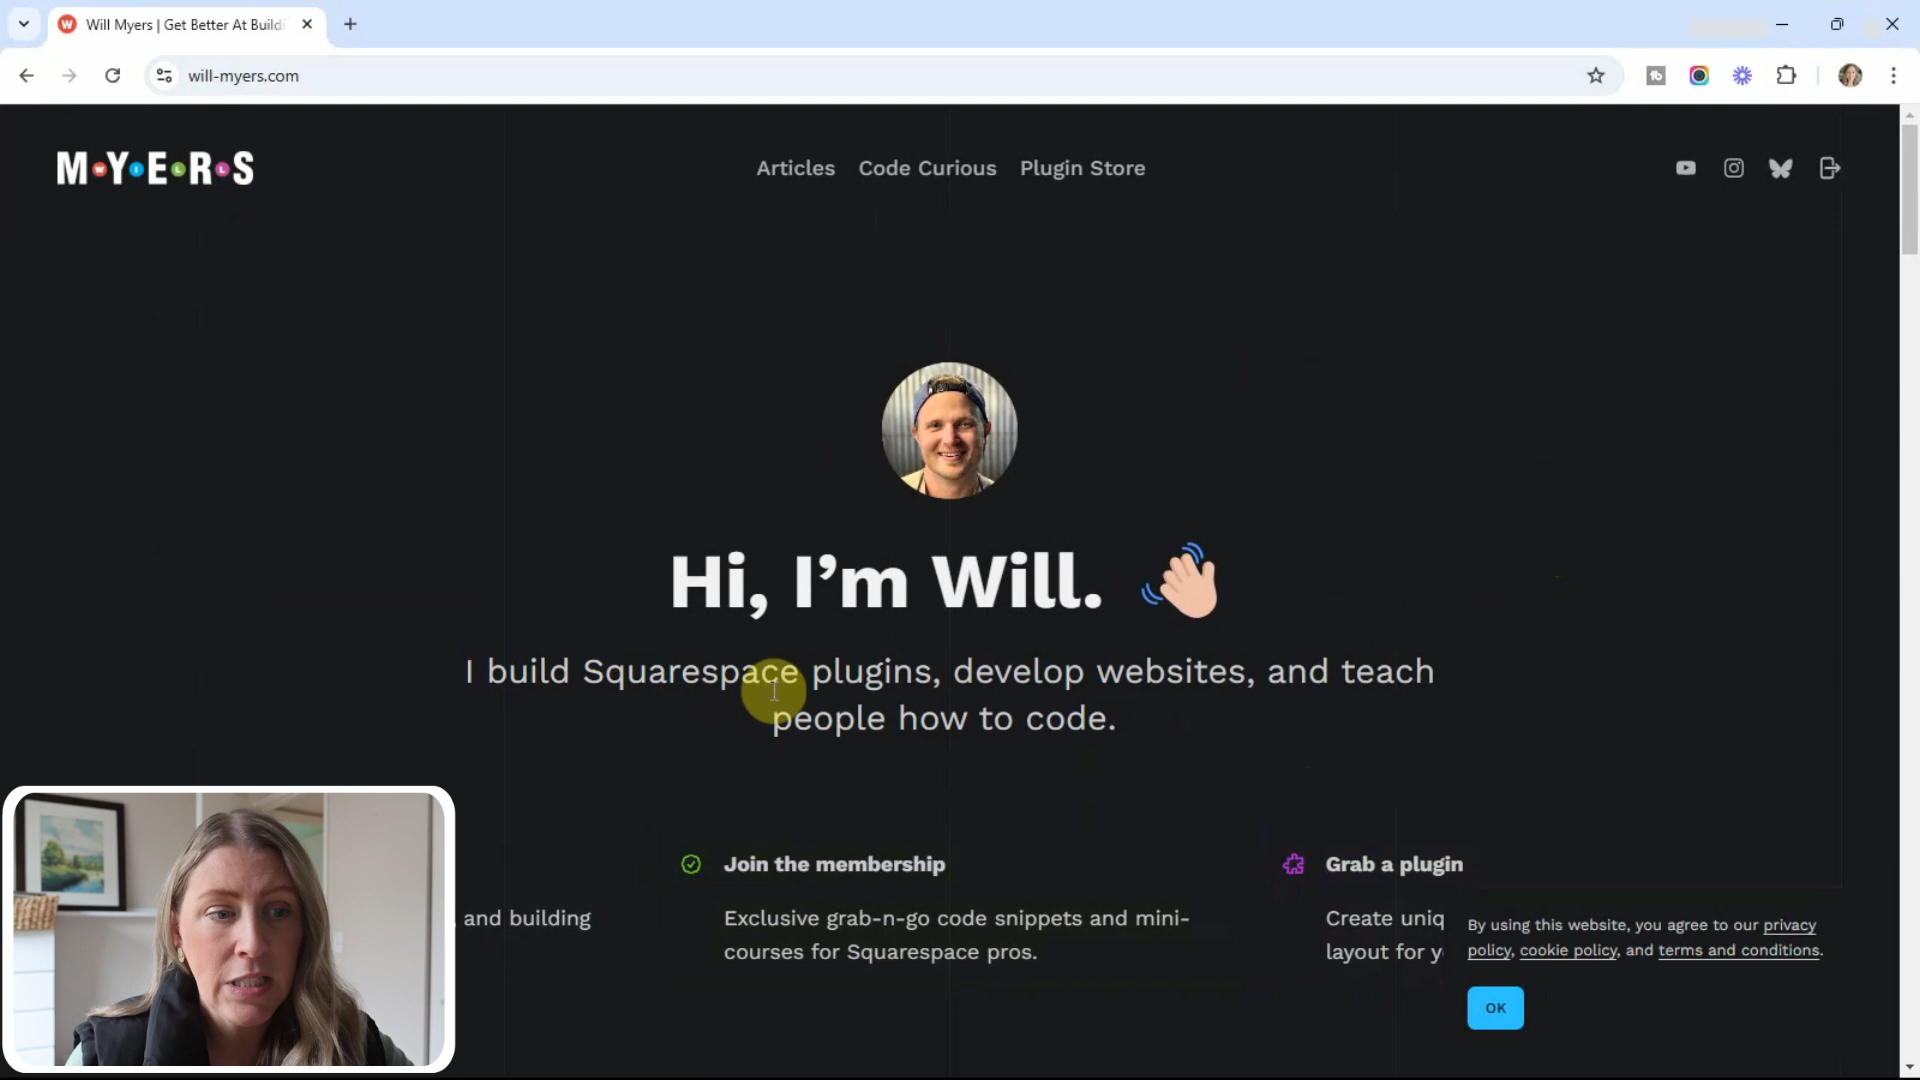 Will Myers | Get Better At Buildi
will-myers.com
MYERS
Articles Code Curious Plugin Store
Hi, I'm Will.
I build Squarespace plugins, develop websites, and teach
people how to code.
and building
Join the membership
Exclusive grab-n-go code snippets and mini-
courses for Squarespace pros.
Grab a plugin
Create uniq
layout for y
By using this website, you agree to our privacy
policy, cookie policy, and terms and conditions.
OK